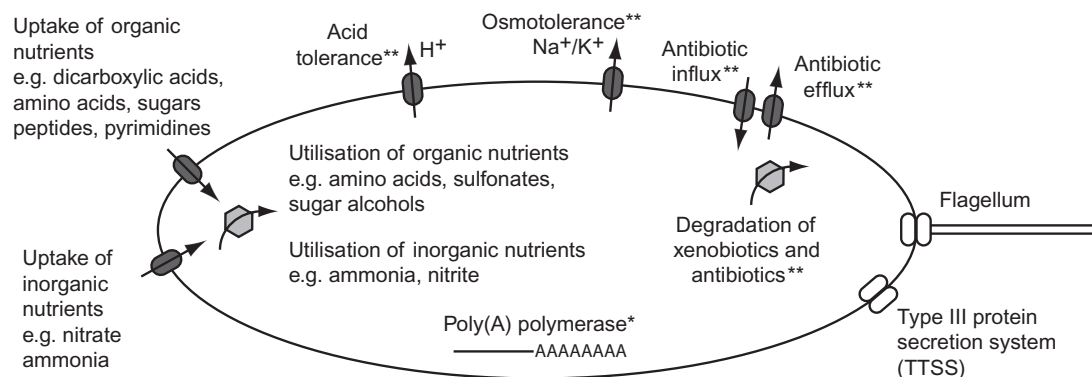 Uptake of organic
nutrients
e.g. dicarboxylic acids,
amino acids, sugars
peptides, pyrimidines
Acid
tolerance**
H+
Osmotolerance**
Na+/K+
Antibiotic
influx**
Antibiotic
efflux**
Utilisation of organic nutrients
e.g. amino acids, sulfonates,
sugar alcohols
Utilisation of inorganic nutrients
e.g. ammonia, nitrite
Degradation of
xenobiotics and
antibiotics**
Flagellum
Uptake of
inorganic
nutrients
e.g. nitrate
ammonia
Poly(A) polymerase*
AAAAAAAA
Type III protein
secretion system
(TTSS)